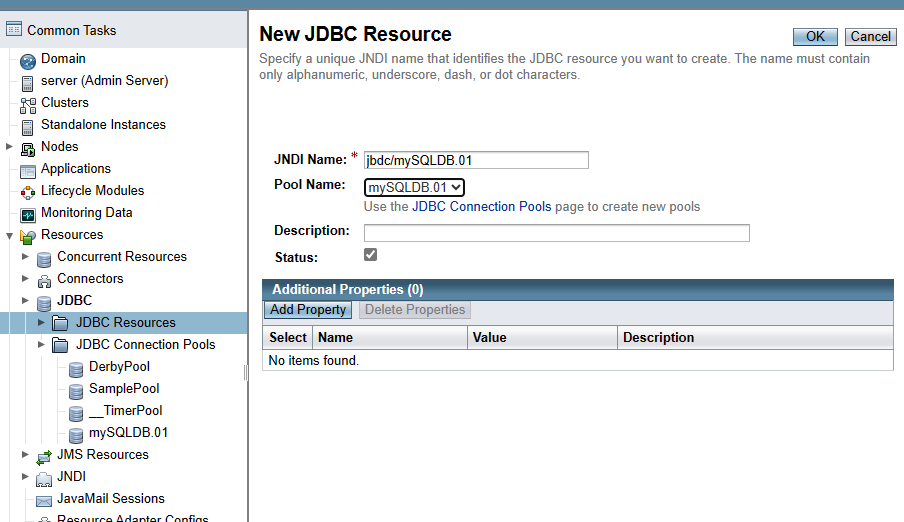 Common Tasks
Domain
server (Admin Server)
Clusters
Standalone Instances
Nodes
Applications
Lifecycle Modules
Monitoring Data
Resources
Concurrent Resources
Connectors
JDBC
JDBC Resources
JDBC Connection Pools
DerbyPool
SamplePool
__TimerPool
mySQLDB.01
JMS Resources
JNDI
JavaMail Sessions
Resource Adapter Configs
New JDBC Resource
OK Cancel
Specify a unique JNDI name that identifies the JDBC resource you want to create. The name must contain
only alphanumeric, underscore, dash, or dot characters.
JNDI Name: * jbdc/mySQLDB.01
Pool Name: mySQLDB.01
Use the JDBC Connection Pools page to create new pools
Description:
Status:
Additional Properties (0)
Add Property Delete Properties
Select Name Value Description
No items found.